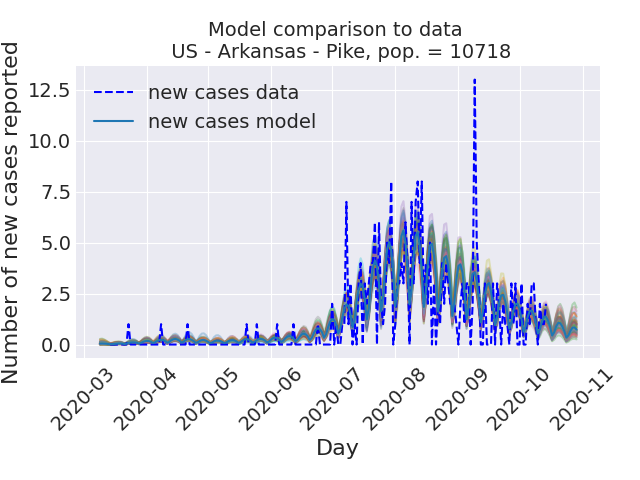 Model comparison to data
US - Arkansas - Pike, pop. = 10718
Number of new cases reported
12.5
10.0
7.5
5.0
2.5
0.0
new cases data
new cases model
2020-03
2020-04
2020-05
2020-06
2020-07
2020-08
2020-09
2020-10
2020-11
Day